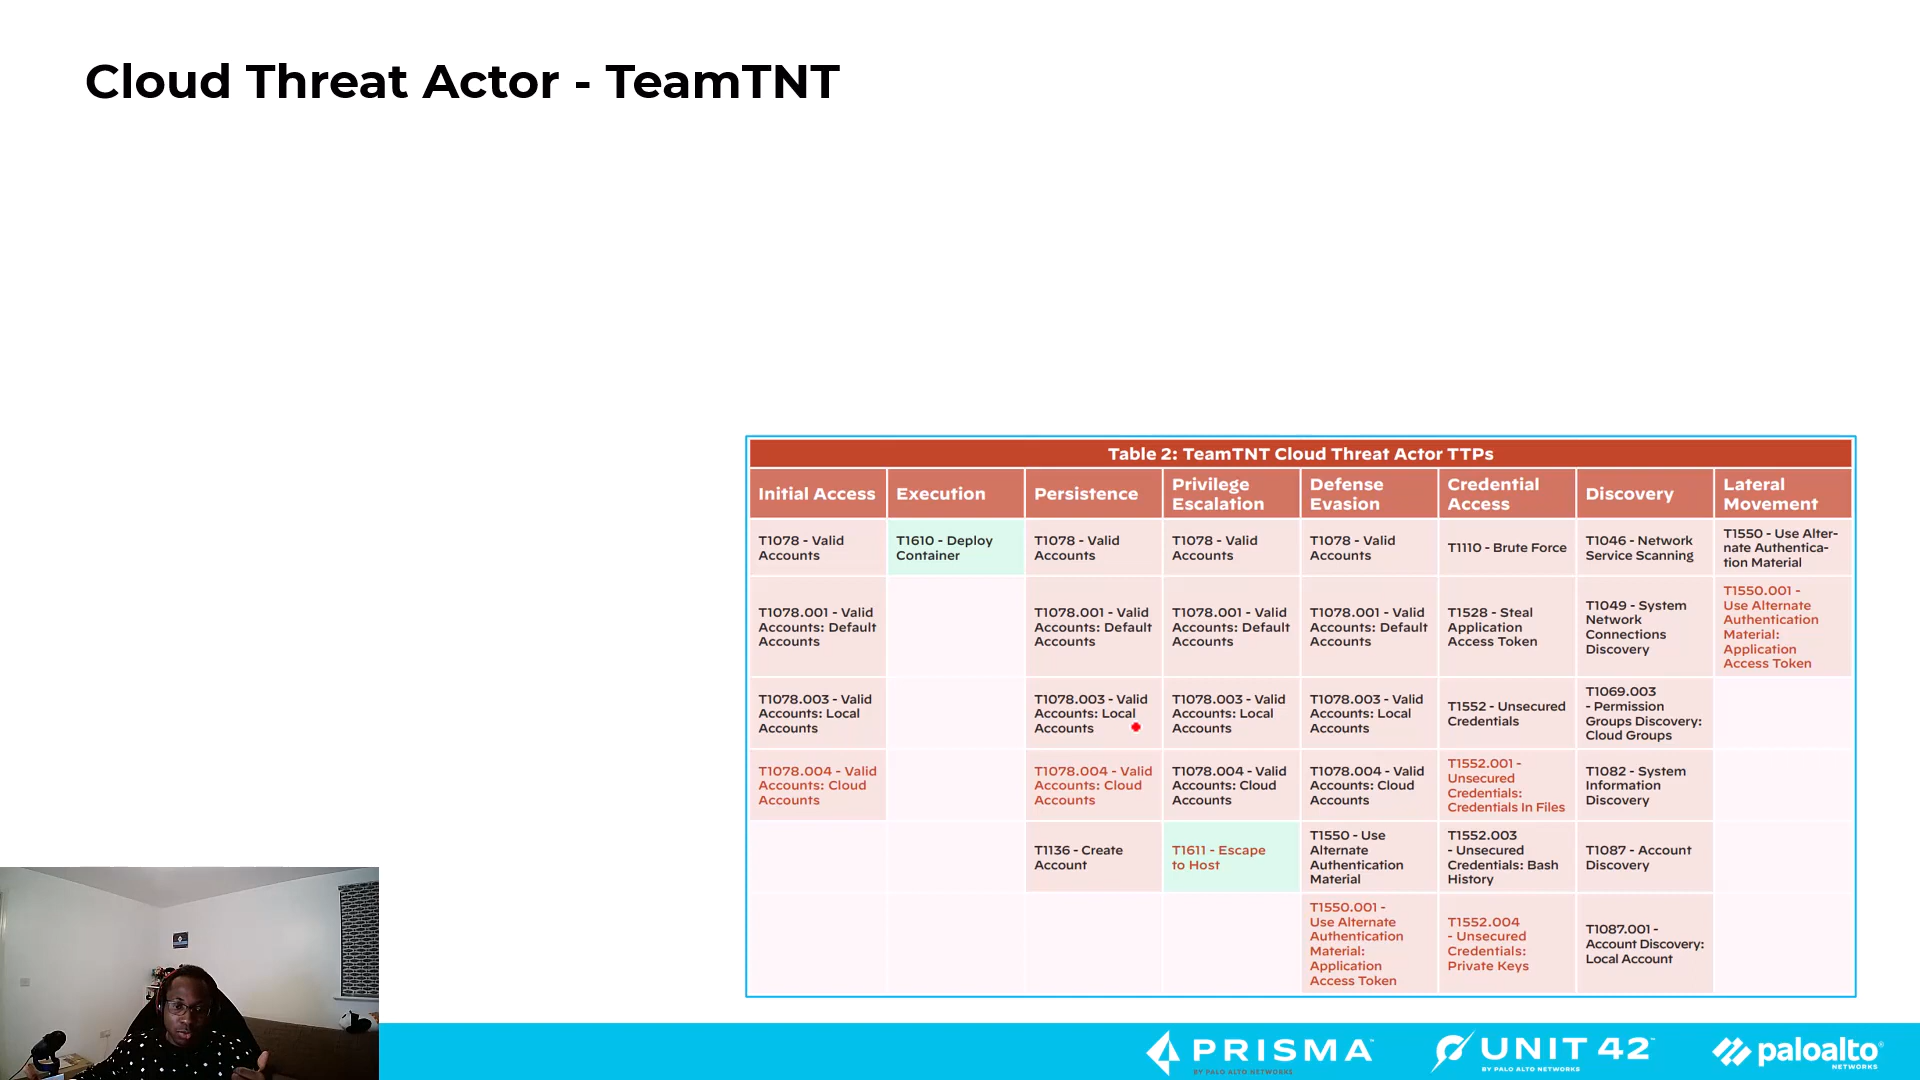 Cloud Threat Actor - TeamTNT
Table 2: TeamTNT Cloud Threat Actor TTPs
Initial Access
Execution
Persistence
Privilege
Escalation
Defense
Evasion
Credential
Access
Discovery
Lateral
Movement
T1078 - Valid
Accounts
T1610 - Deploy
Container
T1078 - Valid
Accounts
T1078 - Valid
Accounts
T1078 - Valid
Accounts
T1110 - Brute Force
T1046 - Network
Service Scanning
T1550 - Use Alter-
nate Authentica-
tion Material
T1078.001 - Valid
Accounts: Default
Accounts
T1078.001 - Valid
Accounts: Default
Accounts
T1078.001 - Valid
Accounts: Default
Accounts
T1078.001 - Valid
Accounts: Default
Accounts
T1528 - Steal
Application
Access Token
T1049 - System
Network
Connections
Discovery
T1550.001 -
Use Alternate
Authentication
Material:
Application
Access Token
T1078.003 - Valid
Accounts: Local
Accounts
T1078.003 - Valid
Accounts: Local
Accounts
T1078.003 - Valid
Accounts: Local
Accounts
T1078.003 - Valid
Accounts: Local
Accounts
T1552 - Unsecured
Credentials
T1069.003
- Permission
Groups Discovery:
Cloud Groups
T1078.004 - Valid
Accounts: Cloud
Accounts
T1078.004 - Valid
Accounts: Cloud
Accounts
T1078.004 - Valid
Accounts: Cloud
Accounts
T1078.004 - Valid
Accounts: Cloud
Accounts
T1552.001 -
Unsecured
Credentials:
Credentials In Files
T1082 - System
Information
Discovery
T1136 - Create
Account
T1611 - Escape
to Host
T1550 - Use
Alternate
Authentication
Material
T1552.003
- Unsecured
Credentials: Bash
History
T1087 - Account
Discovery
T1550.001 -
Use Alternate
Authentication
Material:
Application
Access Token
T1552.004
- Unsecured
Credentials:
Private Keys
T1087.001 -
Account Discovery:
Local Account
PRISMA™
BY PALO ALTO NETWORKS
UNIT 42™
BY PALO ALTO NETWORKS
paloalto®
NETWORKS